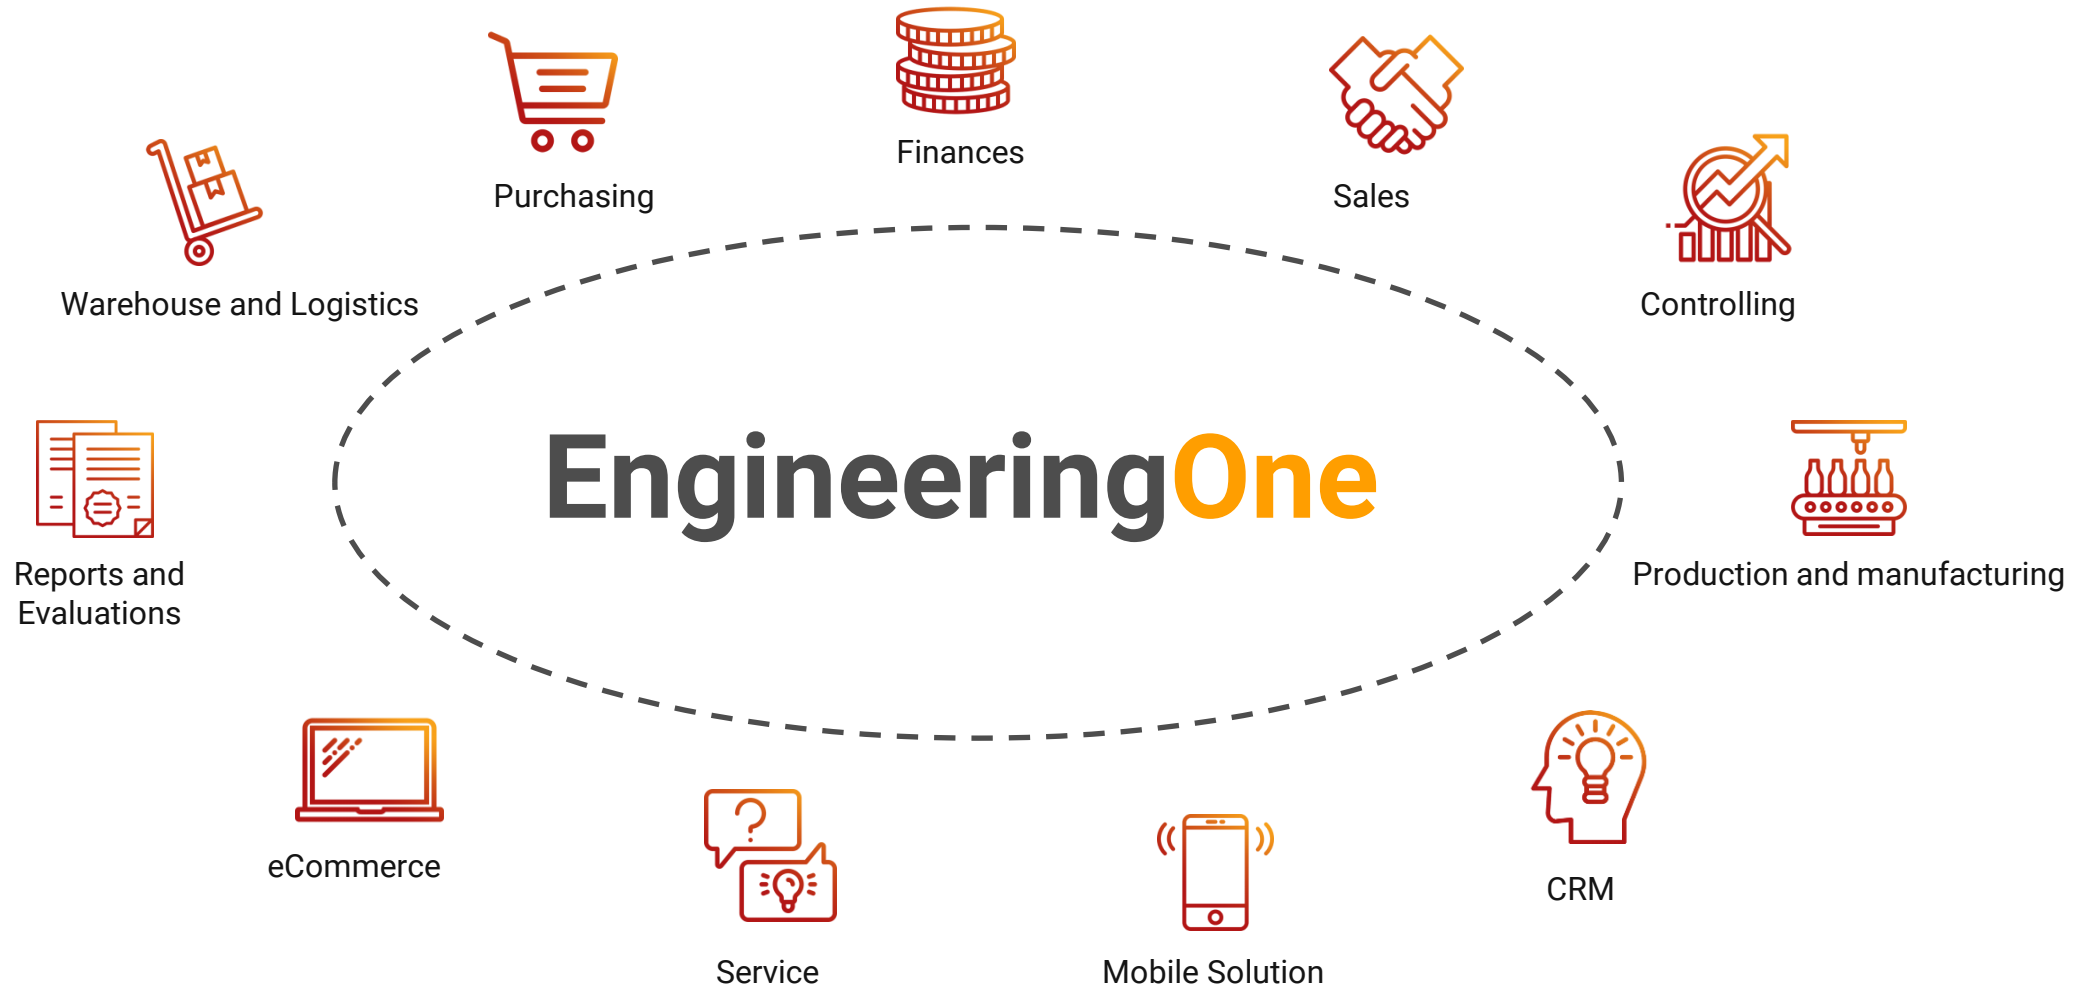 Finances
Purchasing
Sales
Warehouse and Logistics
Controlling
EngineeringOne
Reports and
Evaluations
Production and manufacturing
eCommerce
CRM
Service
Mobile Solution